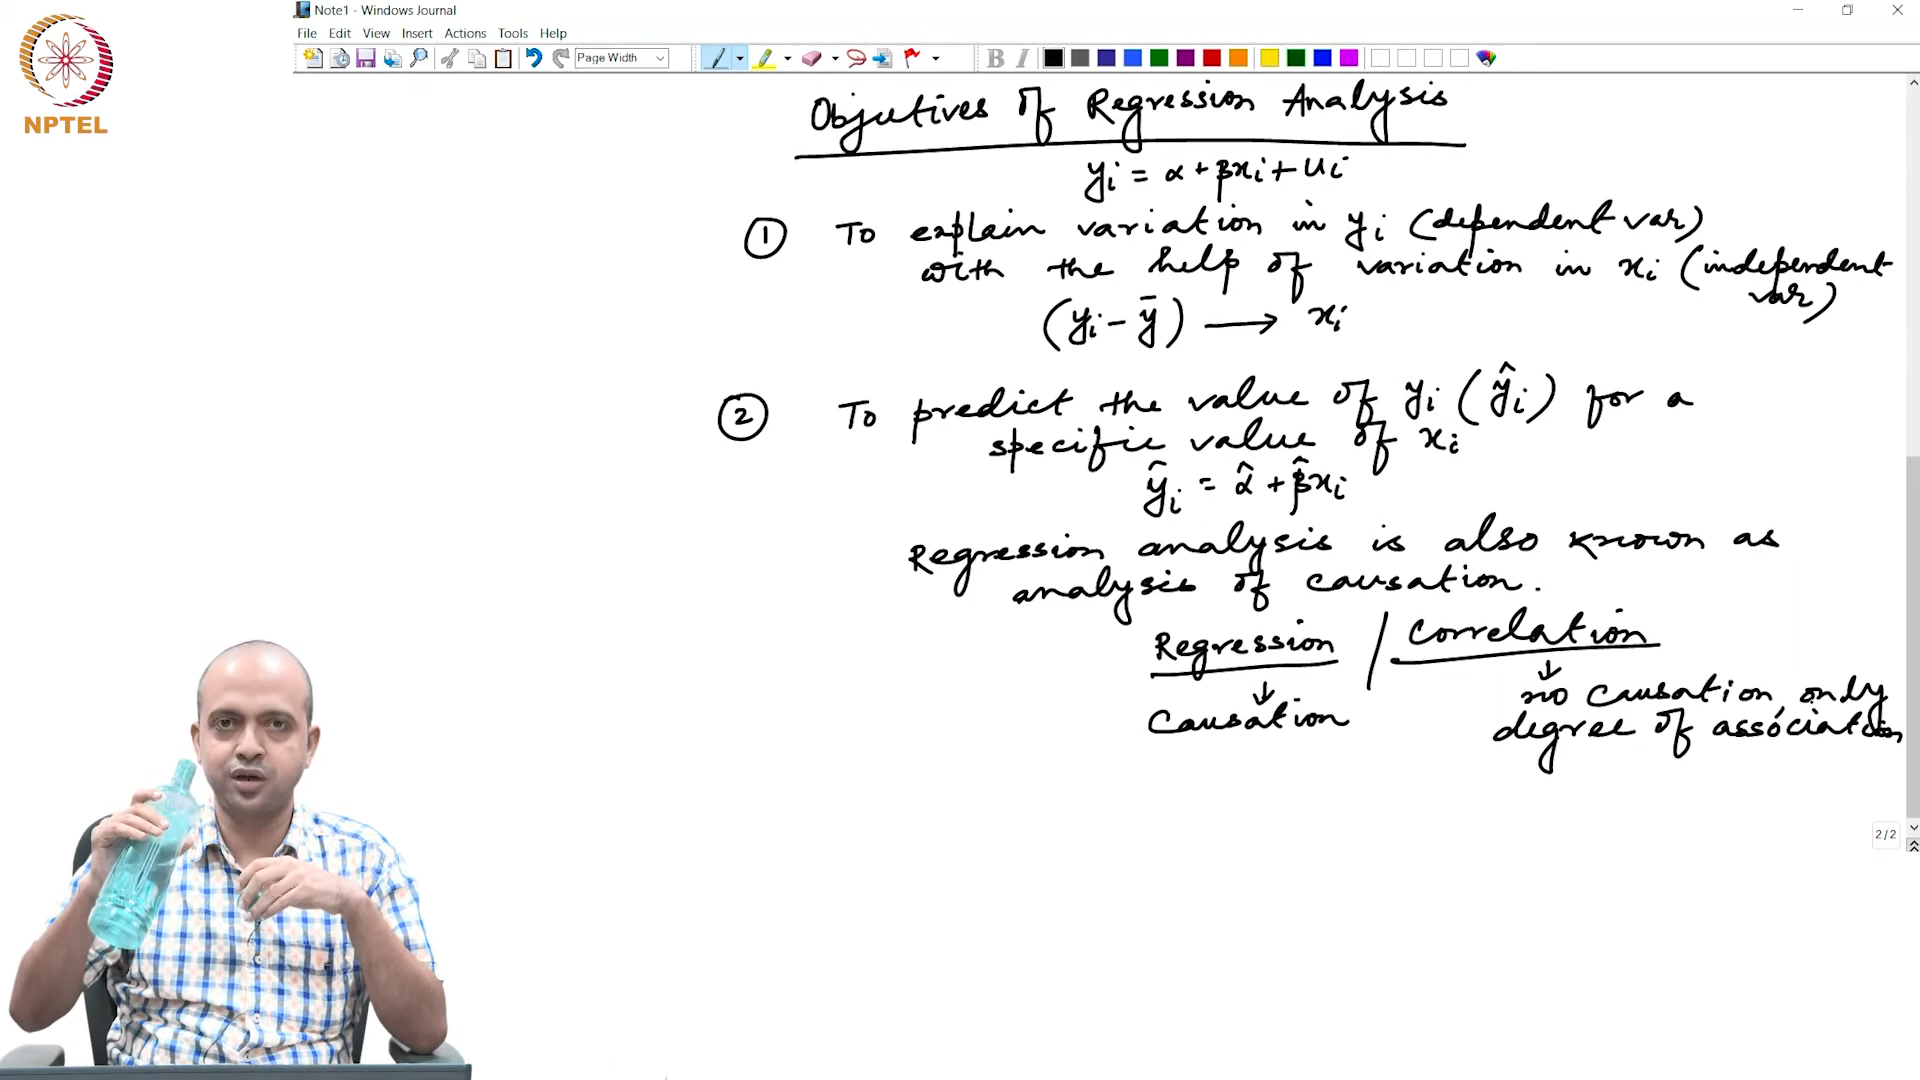 Note1 - Windows Journal
File Edit View Insert Actions Tools Help
Page Width
B I
NPTEL
Objectives of Regression Analysis
yi = α + βxi + ui
① To explain variation in yi (dependent var)
with the help of variation in xi (independent
var)
(yi - ȳ) → xi
② To predict the value of yi (ŷi) for a
specific value of xi
ŷi = α̂ + β̂xi
Regression analysis is also known as
analysis of causation.
Regression / Correlation
↓ ↓
Causation
no causation, only
degree of association
2/2